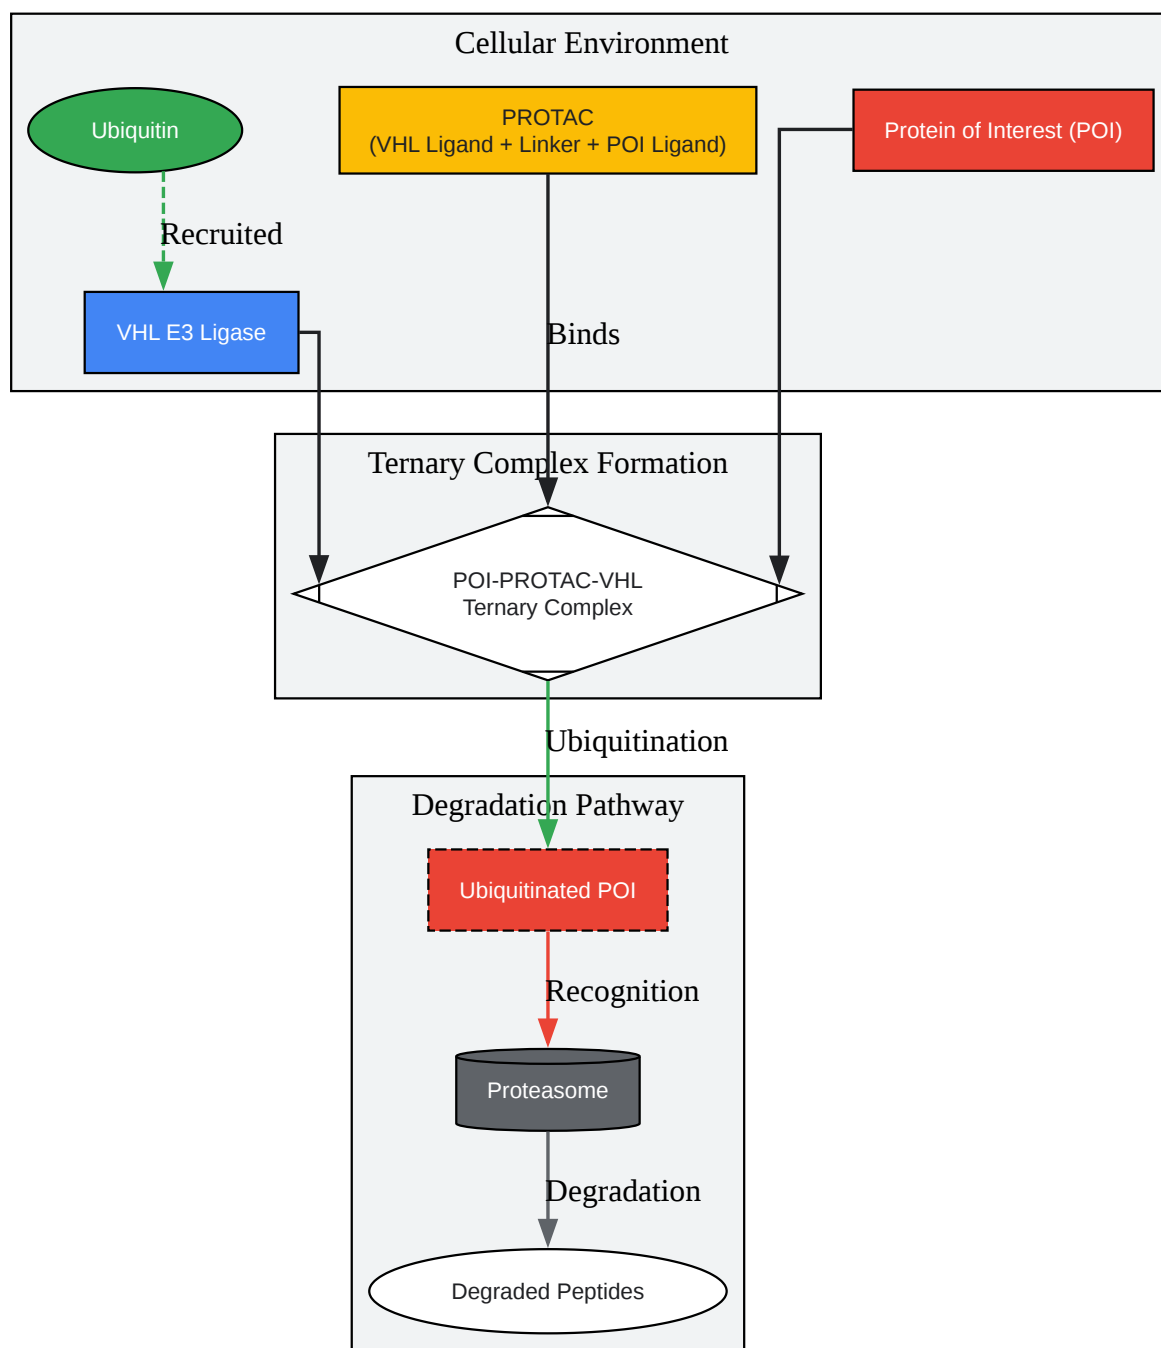 Cellular Environment
Ubiquitin
PROTAC
(VHL Ligand + Linker + POI Ligand)
Protein of Interest (POI)
Recruited
VHL E3 Ligase
Binds
Ternary Complex Formation
POI-PROTAC-VHL
Ternary Complex
Ubiquitination
Degradation Pathway
Ubiquitinated POI
Recognition
Proteasome
Degradation
Degraded Peptides